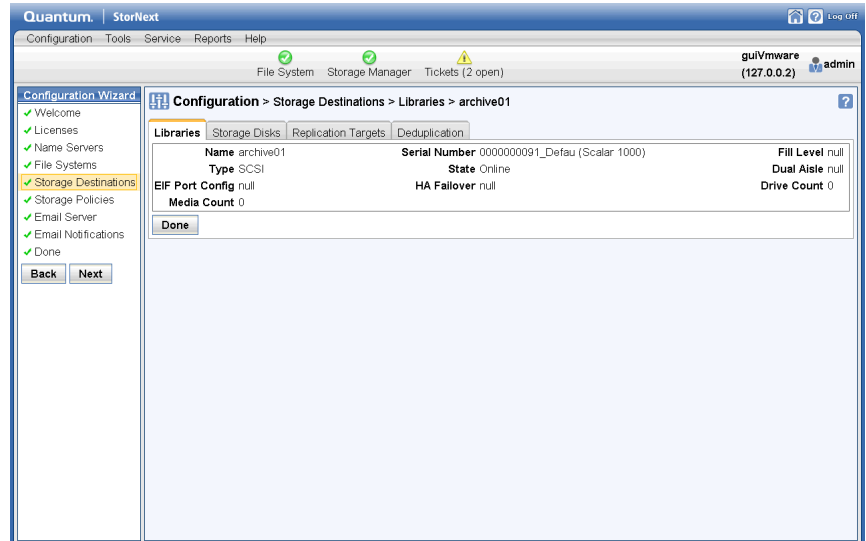 Quantum. StorNext Log Off
Configuration Tools Service Reports Help
File System Storage Manager Tickets (2 open)
guiVmware
(127.0.0.2)
admin
Configuration Wizard
Welcome
Licenses
Name Servers
File Systems
Storage Destinations
Storage Policies
Email Server
Email Notifications
Done
Back Next
Configuration > Storage Destinations > Libraries > archive01 ?
Libraries Storage Disks Replication Targets Deduplication
Name archive01 Serial Number 0000000091_Defau (Scalar 1000) Fill Level null
Type SCSI State Online Dual Aisle null
EIF Port Config null HA Failover null Drive Count 0
Media Count 0
Done